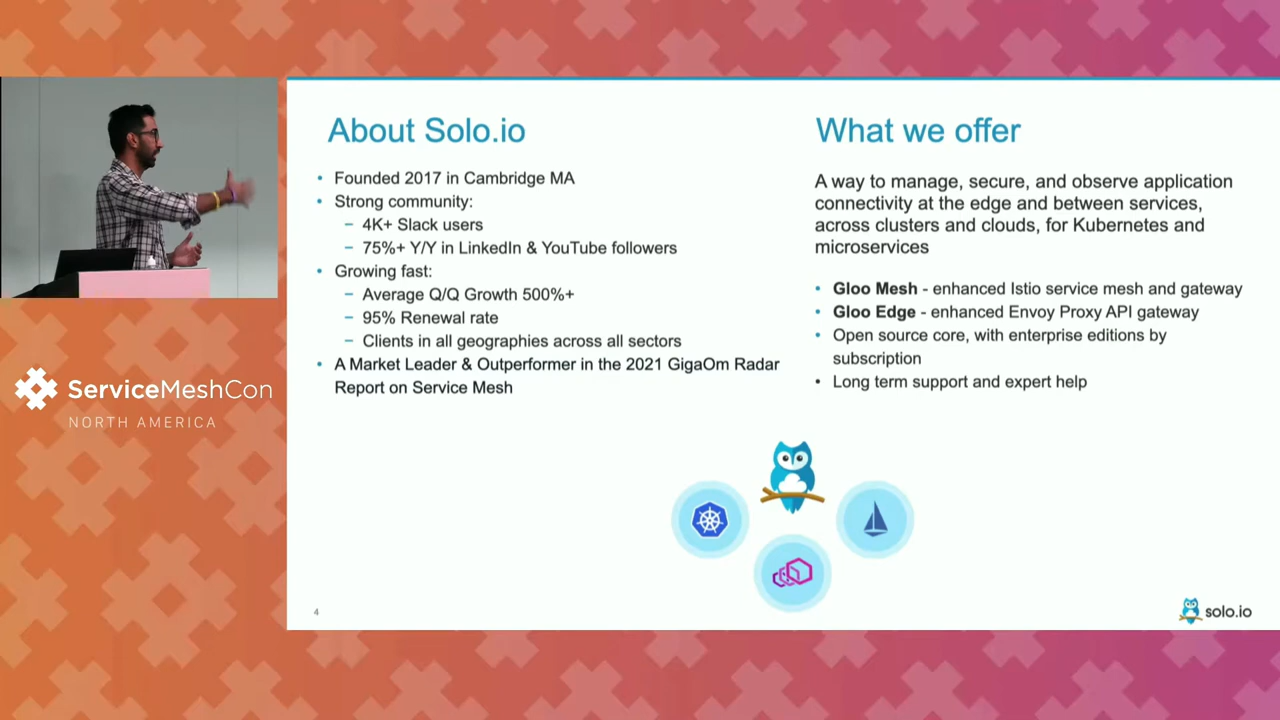 About Solo.io
• Founded 2017 in Cambridge MA
• Strong community:
– 4K+ Slack users
– 75%+ Y/Y in LinkedIn & YouTube followers
• Growing fast:
– Average Q/Q Growth 500%+
– 95% Renewal rate
– Clients in all geographies across all sectors
• A Market Leader & Outperformer in the 2021 GigaOm Radar
Report on Service Mesh
What we offer
A way to manage, secure, and observe application
connectivity at the edge and between services,
across clusters and clouds, for Kubernetes and
microservices
• Gloo Mesh - enhanced Istio service mesh and gateway
• Gloo Edge - enhanced Envoy Proxy API gateway
• Open source core, with enterprise editions by
subscription
• Long term support and expert help
ServiceMeshCon
NORTH AMERICA
4
solo.io